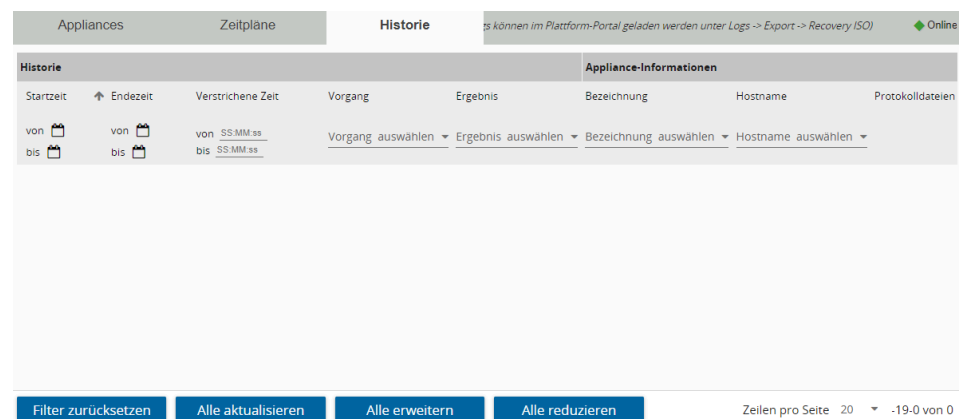 Appliances Zeitpläne Historie gs können im Plattform-Portal geladen werden unter Logs -> Export -> Recovery ISO) Online
Historie Appliance-Informationen
Startzeit Endezeit Verstrichene Zeit Vorgang Ergebnis Bezeichnung Hostname Protokolldateien
von von von SS:MM:ss Vorgang auswählen Ergebnis auswählen Bezeichnung auswählen Hostname auswählen
bis bis bis SS:MM:ss
Filter zurücksetzen Alle aktualisieren Alle erweitern Alle reduzieren Zeilen pro Seite 20 -19-0 von 0